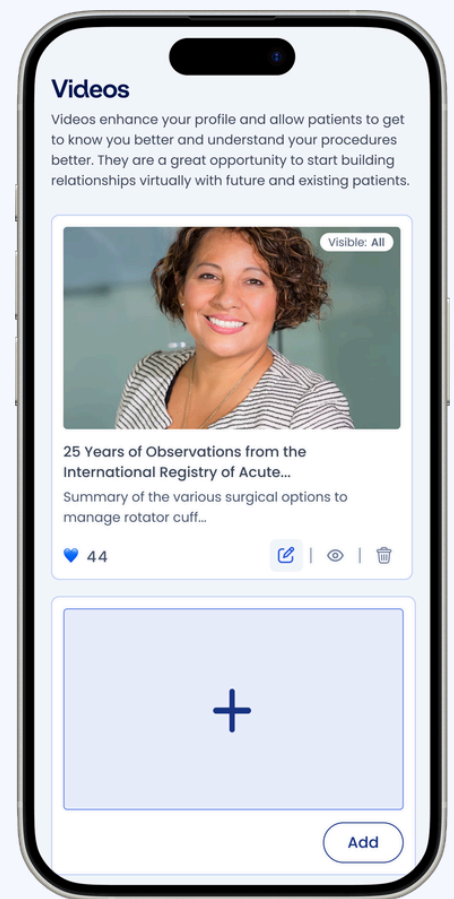 Videos
Videos enhance your profile and allow patients to get
to know you better and understand your procedures
better. They are a great opportunity to start building
relationships virtually with future and existing patients.
Visible: All
25 Years of Observations from the
International Registry of Acute...
Summary of the various surgical options to
manage rotator cuff...
44
Add